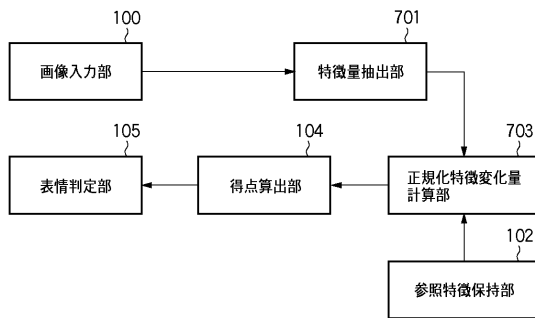 100
701
画像入力部
特徴量抽出部
105
104
703
表情判定部
得点算出部
正規化特徴変化量
計算部
102
参照特徴保持部